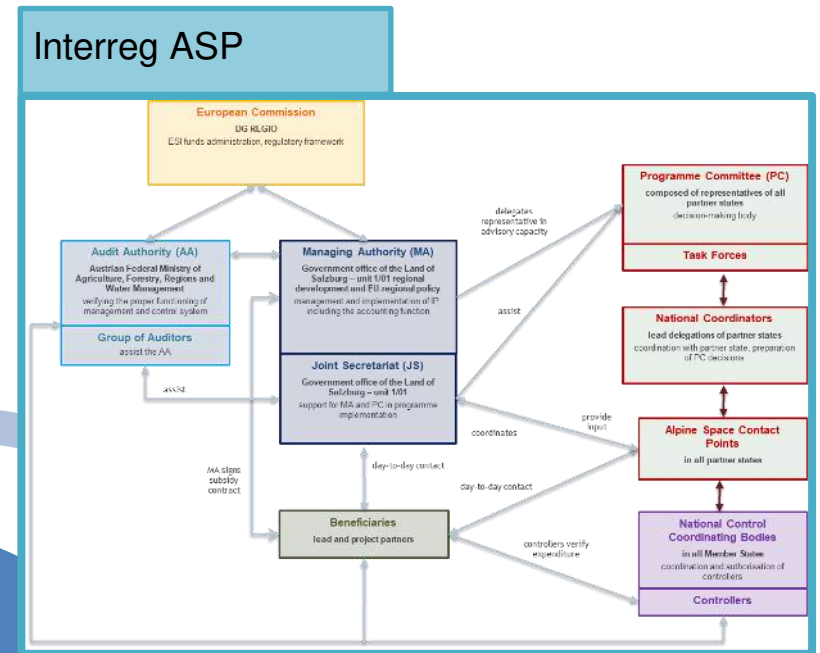 Interreg ASP
European Commission
DG REGIO
ESI funds administration, regulatory framework
Audit Authority (AA)
Austrian Federal Ministry of
Agriculture, Forestry, Regions and
Water Management
verifying the proper functioning of
management and control system
Group of Auditors
assist the AA
Managing Authority (MA)
Government office of the Land of
Salzburg – unit 1/01 regional
development and EU-regional policy
management and implementation of IP,
including the accounting function
Joint Secretariat (JS)
Government office of the Land of
Salzburg – unit 1/01
support for MA and PC in programme
implementation
delegates
representative in
advisory capacity
assist
Programme Committee (PC)
composed of representatives of all
partner states
decision-making body
Task Forces
National Coordinators
lead delegations of partner states
coordination with partner state, preparation
of PC decisions
assist
coordinates
provide
input
Alpine Space Contact
Points
in all partner states
MA signs
subsidy
contract
day-to-day contact
day-to-day contact
Beneficiaries
lead and project partners
controllers verify
expenditure
National Control
Coordinating Bodies
in all Member States
coordination and authorisation of
controllers
Controllers